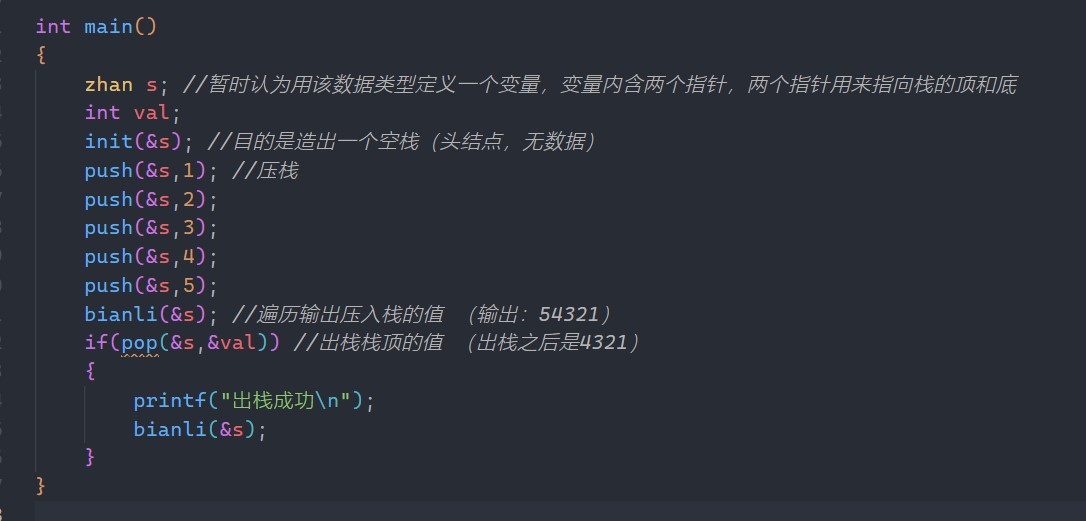 int main()
{
    zhan s; //暂时认为用该数据类型定义一个变量，变量内含两个指针，两个指针用来指向栈的顶和底
    int val;
    init(&s); //目的是造出一个空栈（头结点，无数据）
    push(&s,1); //压栈
    push(&s,2);
    push(&s,3);
    push(&s,4);
    push(&s,5);
    bianli(&s); //遍历输出压入栈的值 （输出：54321）
    if(pop(&s,&val)) //出栈栈顶的值 （出栈之后是4321）
    {
        printf("出栈成功\n");
        bianli(&s);
    }
}